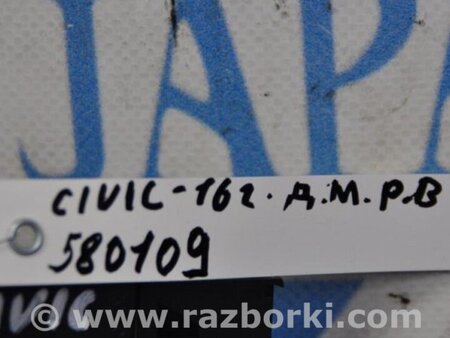 JAPA
CIVIC-16г. Д.М.Р.В
580109
www.razborki.com